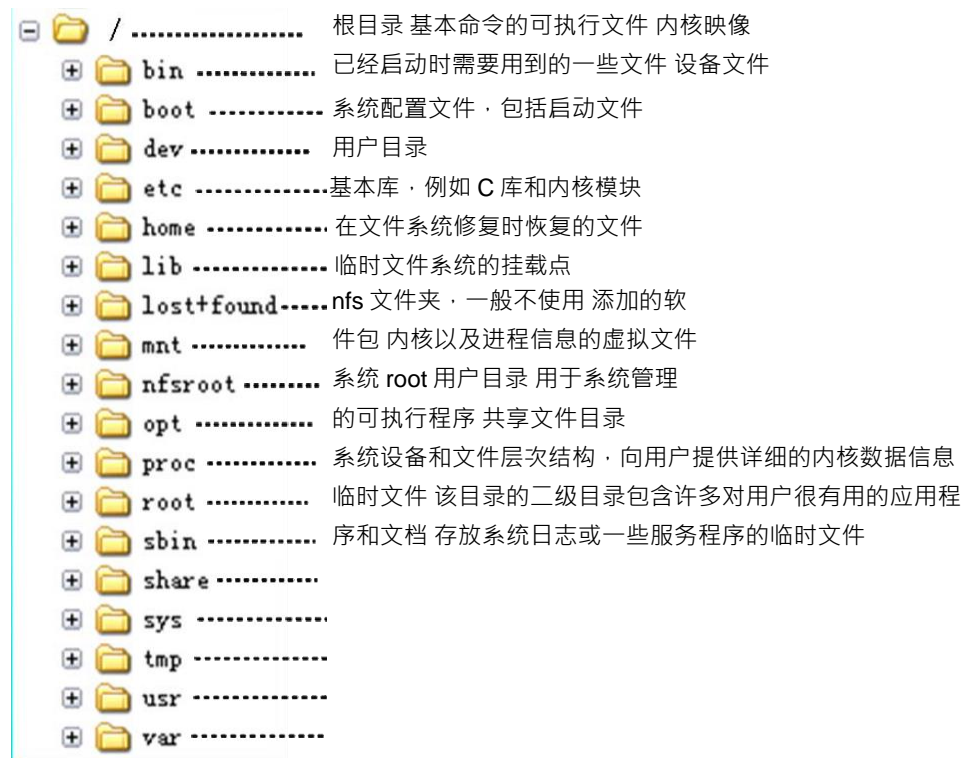 / .................... 根目录 基本命令的可执行文件 内核映像
bin .............. 已经启动时需要用到的一些文件 设备文件
boot ............. 系统配置文件，包括启动文件
dev .............. 用户目录
etc ............... 基本库，例如 C 库和内核模块
home .............. 在文件系统修复时恢复的文件
lib ................ 临时文件系统的挂载点
lost+found ..... nfs 文件夹，一般不使用 添加的软
mnt .............. 件包 内核以及进程信息的虚拟文件
nfsroot ......... 系统 root 用户目录 用于系统管理
opt .............. 的可执行程序 共享文件目录
proc ............. 系统设备和文件层次结构，向用户提供详细的内核数据信息
root ............. 临时文件 该目录的二级目录包含许多对用户很有用的应用程
sbin ............. 序和文档 存放系统日志或一些服务程序的临时文件
share ............
sys ...............
tmp ................
usr ................
var ................